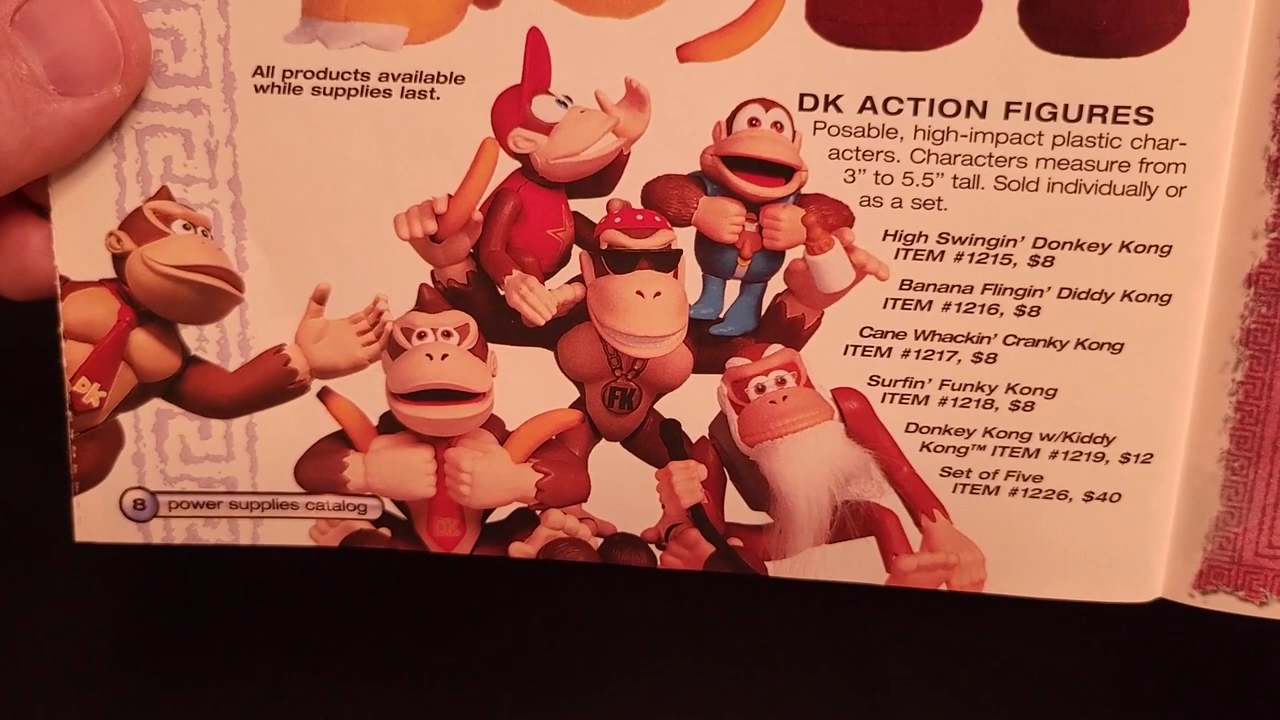 All products available
while supplies last.
DK ACTION FIGURES
Posable, high-impact plastic char-
acters. Characters measure from
3” to 5.5” tall. Sold individually or
as a set.
High Swingin’ Donkey Kong
ITEM #1215, $8
Banana Flingin’ Diddy Kong
ITEM #1216, $8
Cane Whackin’ Cranky Kong
ITEM #1217, $8
Surfin’ Funky Kong
ITEM #1218, $8
Donkey Kong w/Kiddy
Kong™ ITEM #1219, $12
Set of Five
ITEM #1226, $40
FK
DK
DK
8 power supplies catalog